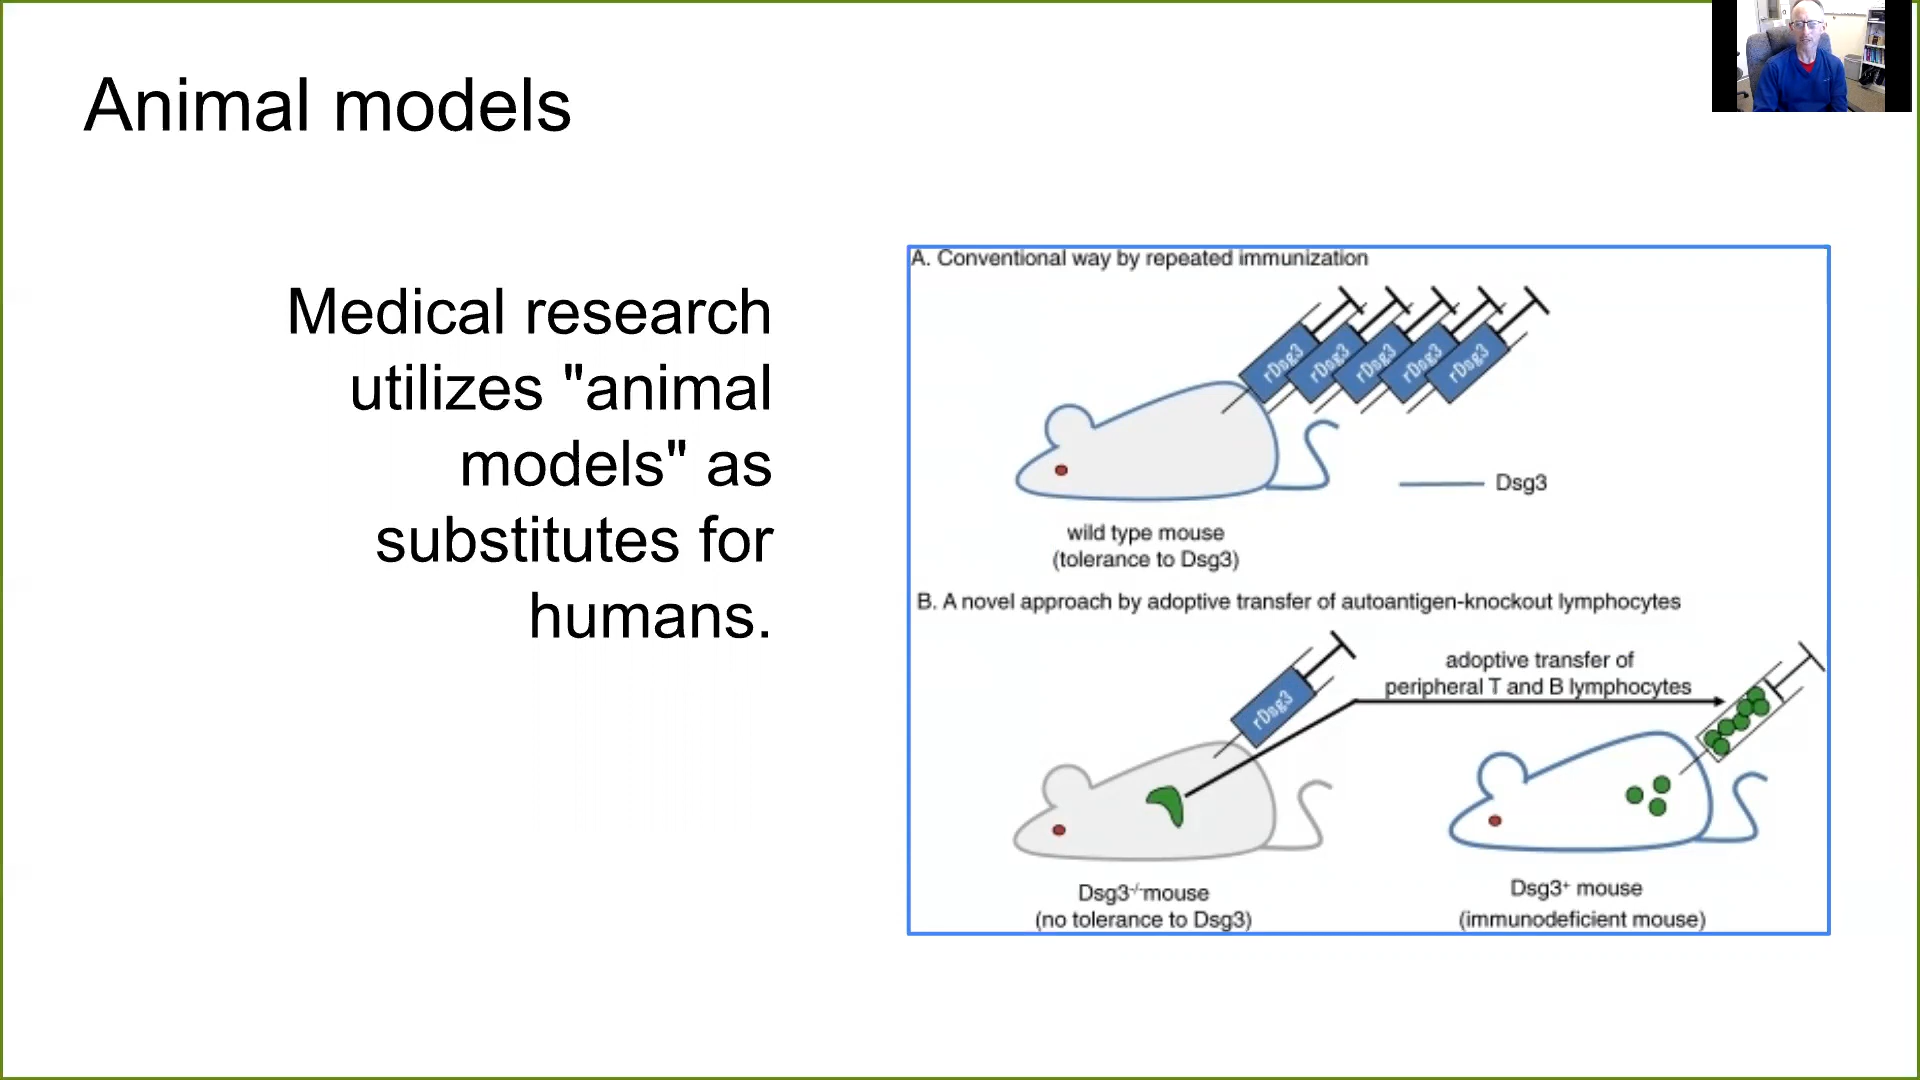 Animal models
Medical research
utilizes "animal
models" as
substitutes for
humans.
A. Conventional way by repeated immunization
rDsg3
rDsg3
rDsg3
rDsg3
rDsg3
Dsg3
wild type mouse
(tolerance to Dsg3)
B. A novel approach by adoptive transfer of autoantigen-knockout lymphocytes
adoptive transfer of
peripheral T and B lymphocytes
rDsg3
Dsg3-/-mouse
(no tolerance to Dsg3)
Dsg3+ mouse
(immunodeficient mouse)